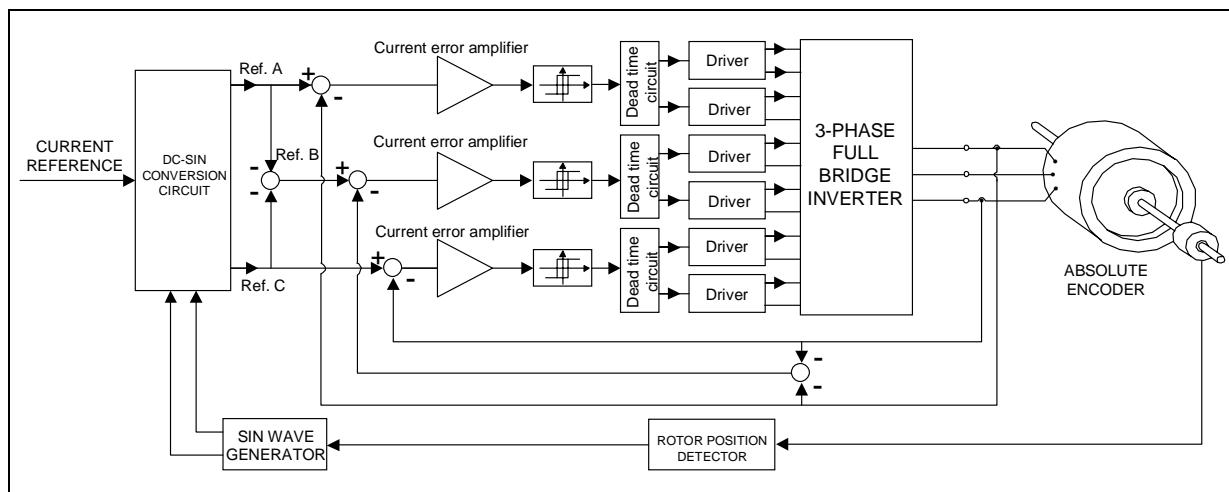 Current error amplifier
Ref. A
+
-
Dead time
circuit
Driver
Driver
CURRENT
REFERENCE
DC-SIN
CONVERSION
CIRCUIT
-
-
Ref. B
+
-
Current error amplifier
Dead time
circuit
Driver
Driver
3-PHASE
FULL
BRIDGE
INVERTER
Current error amplifier
Ref. C
+
-
Dead time
circuit
Driver
Driver
ABSOLUTE
ENCODER
-
-
SIN WAVE
GENERATOR
ROTOR POSITION
DETECTOR